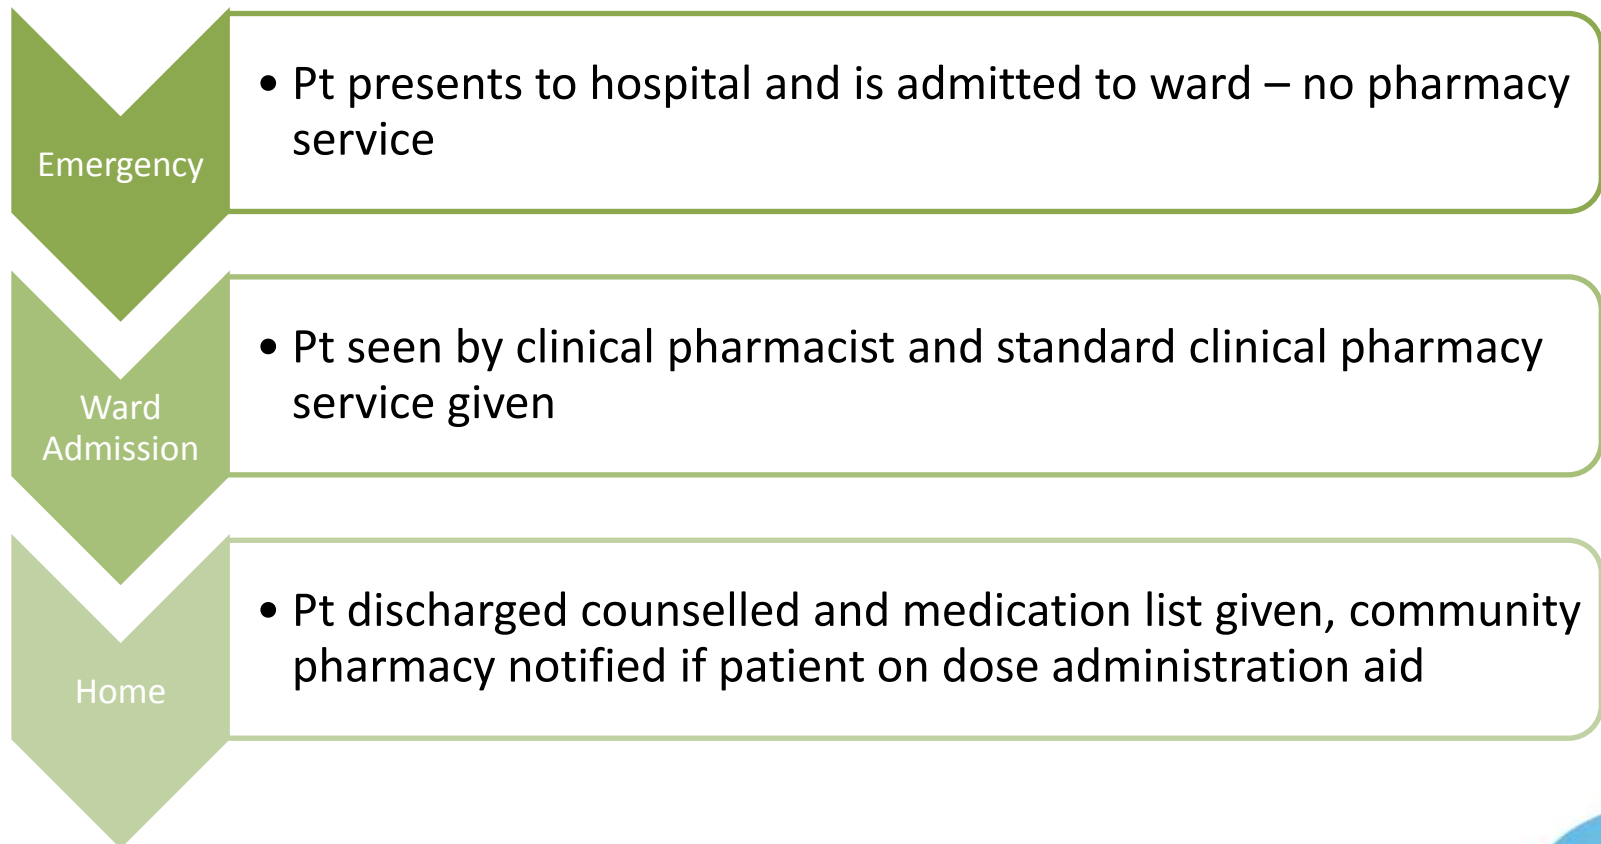 Emergency
• Pt presents to hospital and is admitted to ward – no pharmacy
service
Ward
Admission
• Pt seen by clinical pharmacist and standard clinical pharmacy
service given
Home
• Pt discharged counselled and medication list given, community
pharmacy notified if patient on dose administration aid